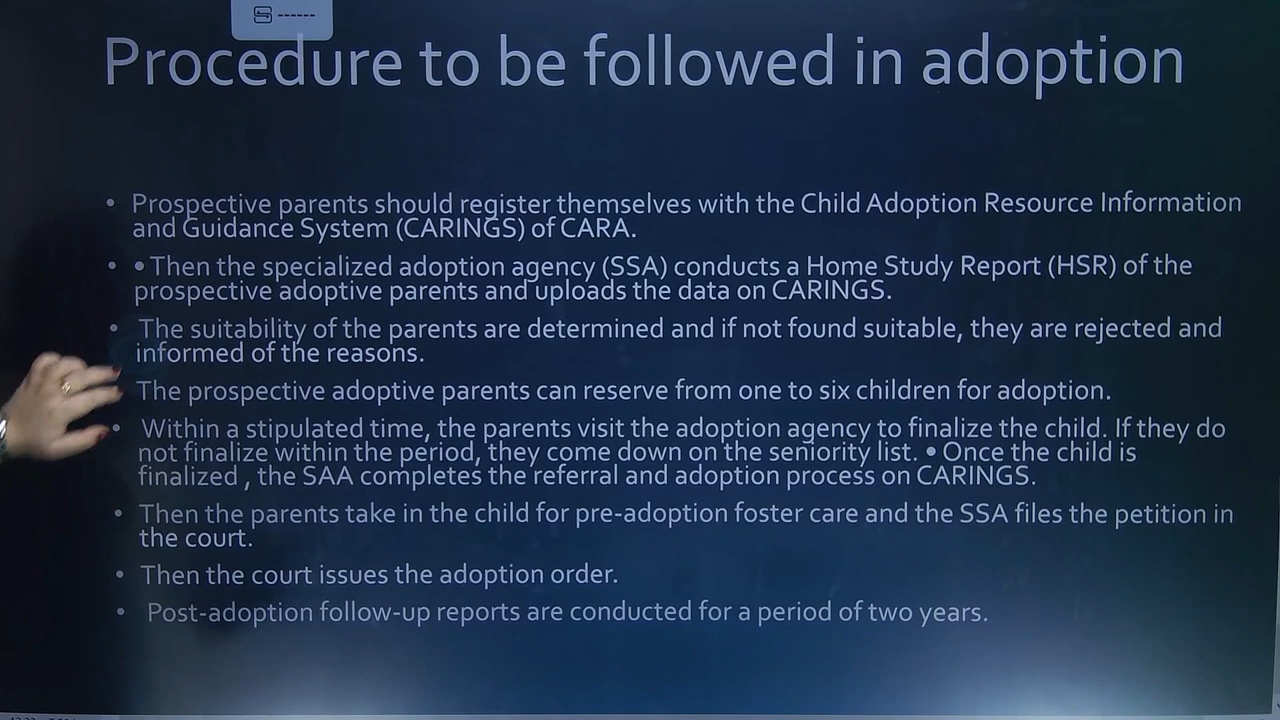 Procedure to be followed in adoption
• Prospective parents should register themselves with the Child Adoption Resource Information
and Guidance System (CARINGS) of CARA.
• • Then the specialized adoption agency (SSA) conducts a Home Study Report (HSR) of the
prospective adoptive parents and uploads the data on CARINGS.
• The suitability of the parents are determined and if not found suitable, they are rejected and
informed of the reasons.
The prospective adoptive parents can reserve from one to six children for adoption.
• Within a stipulated time, the parents visit the adoption agency to finalize the child. If they do
not finalize within the period, they come down on the seniority list. • Once the child is
finalized , the SAA completes the referral and adoption process on CARINGS.
• Then the parents take in the child for pre-adoption foster care and the SSA files the petition in
the court.
• Then the court issues the adoption order.
• Post-adoption follow-up reports are conducted for a period of two years.